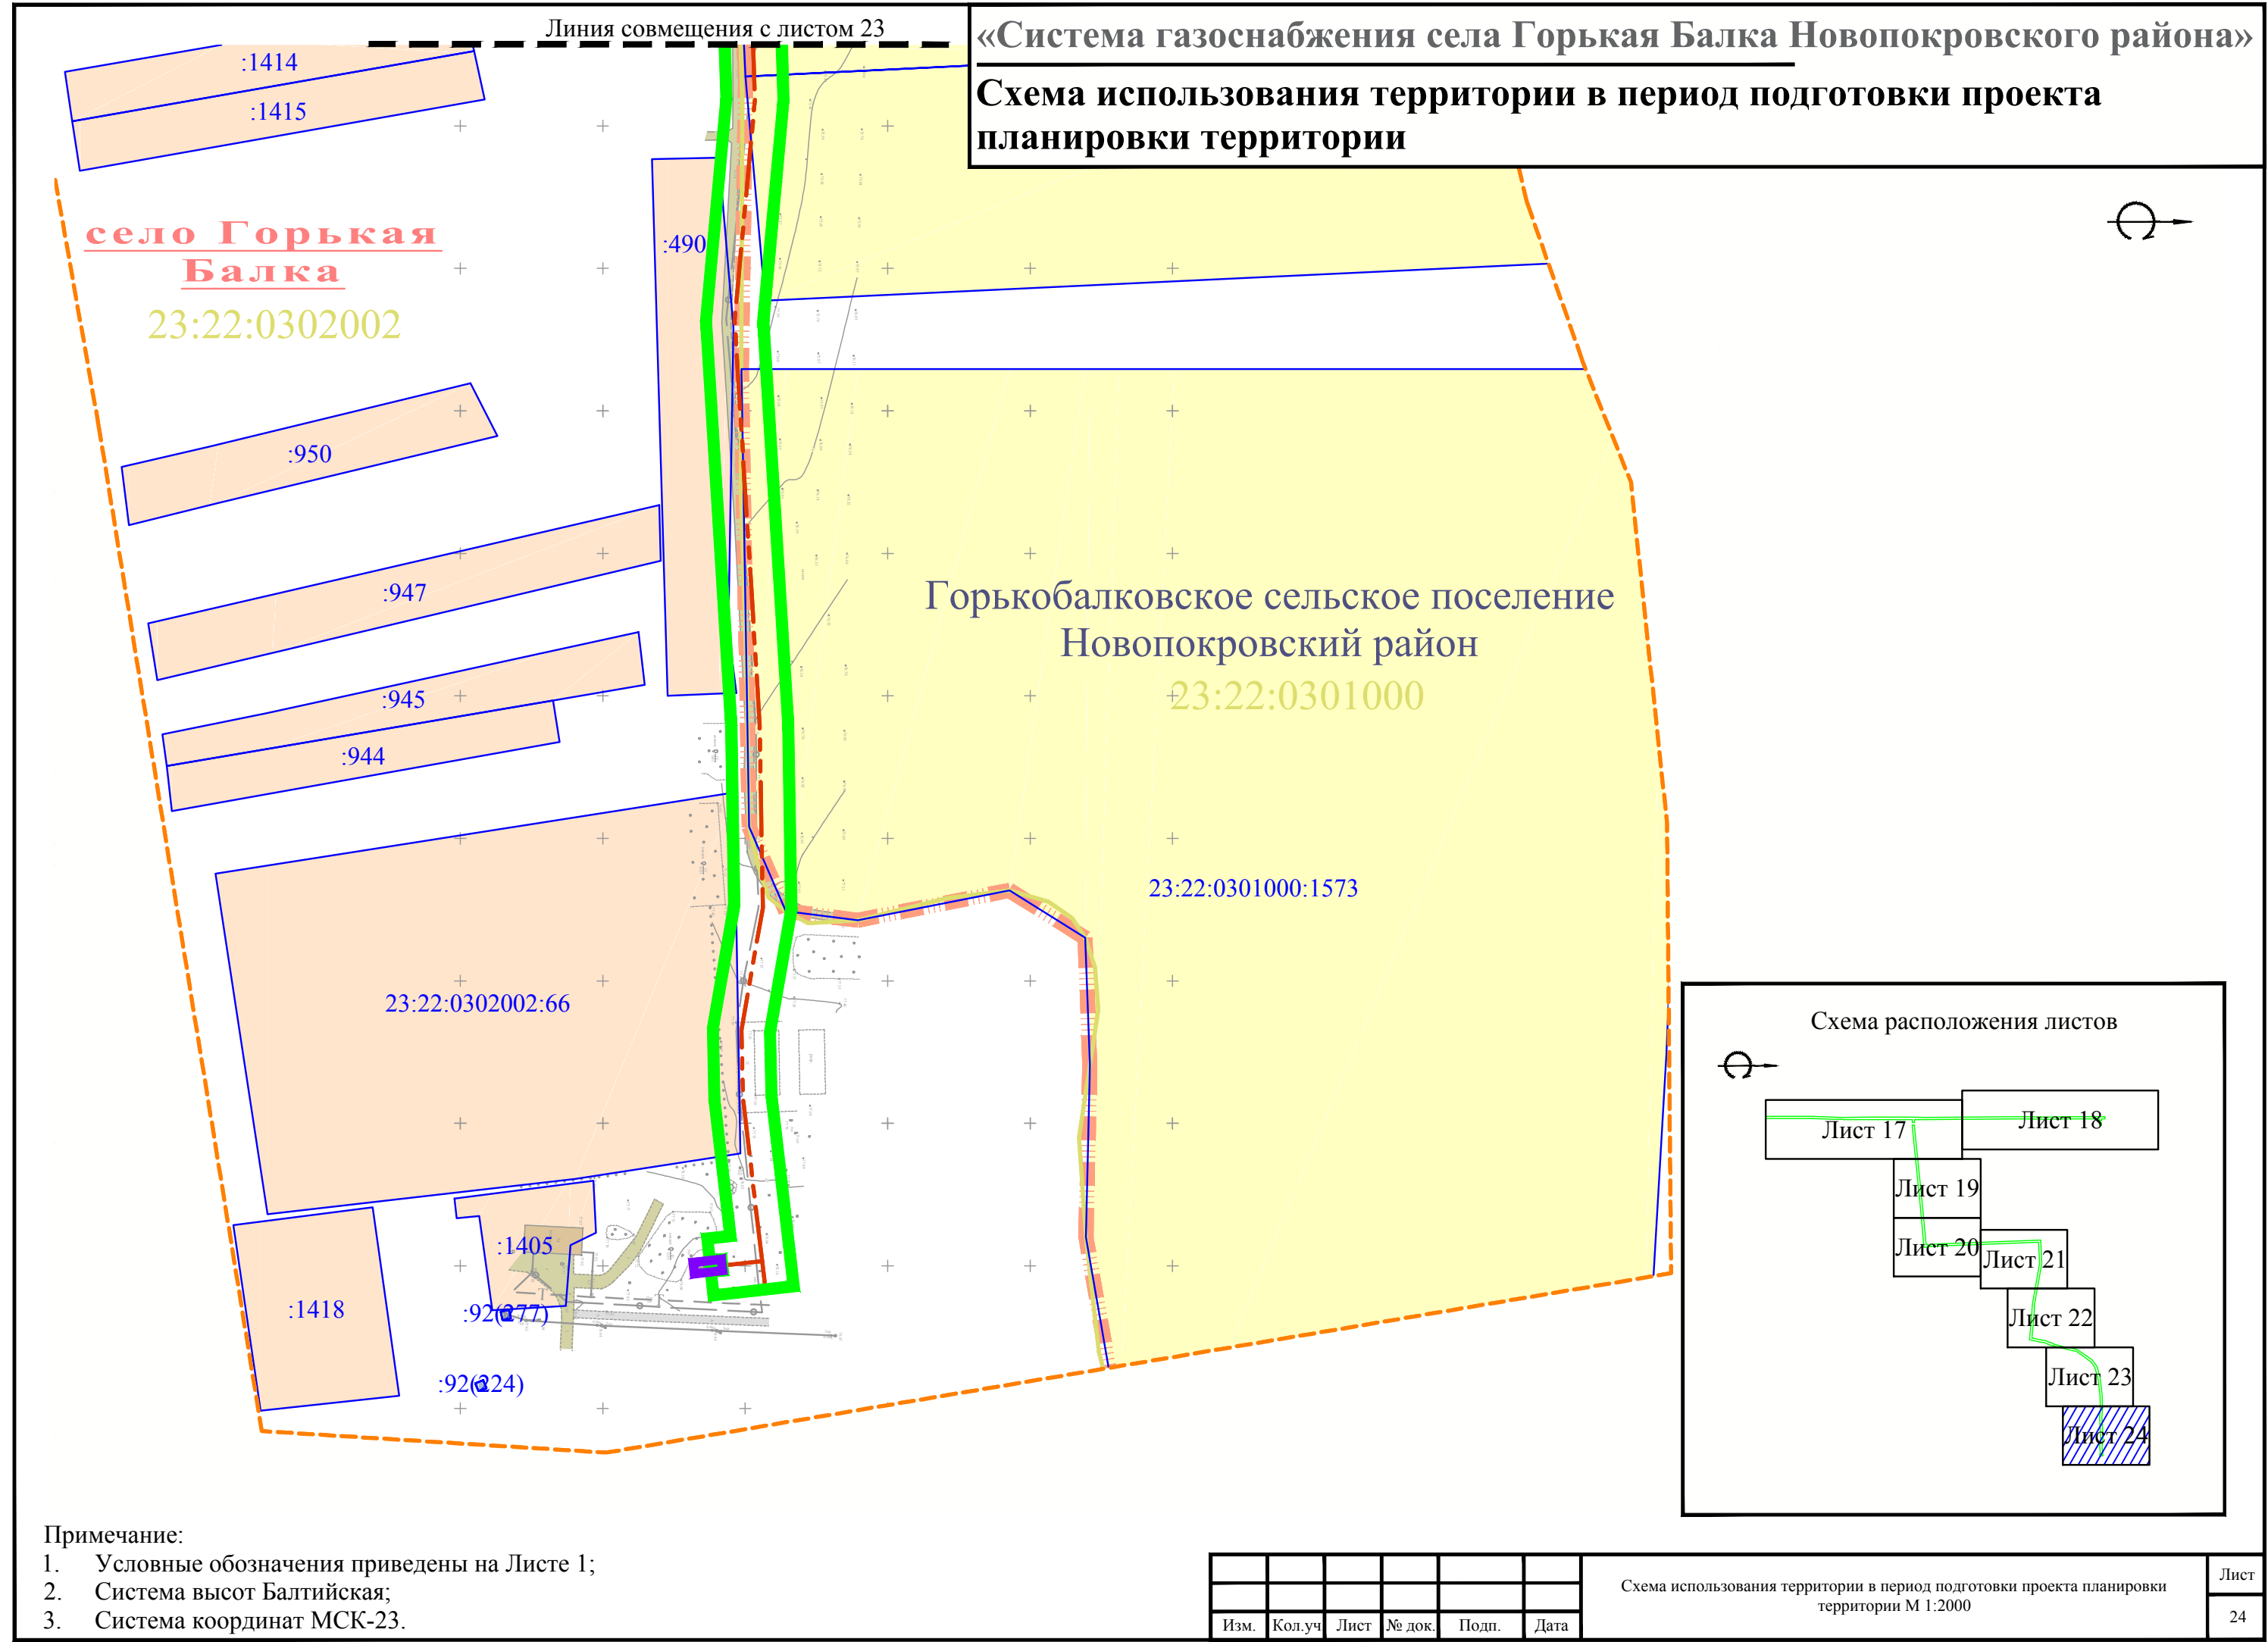 Линия совмещения с листом 23
«Система газоснабжения села Горькая Балка Новопокровского района»
Схема использования территории в период подготовки проекта
планировки территории
:1414
:1415
село Горькая
Балка
23:22:0302002
:490
:950
:947
:945
:944
Горькобалковское сельское поселение
Новопокровский район
23:22:0301000
23:22:0301000:1573
23:22:0302002:66
:1405
:1418
:92(277)
:92(224)
Схема расположения листов
Лист 17
Лист 18
Лист 19
Лист 20
Лист 21
Лист 22
Лист 23
Лист 24
Примечание:
1. Условные обозначения приведены на Листе 1;
2. Система высот Балтийская;
3. Система координат МСК-23.
Изм. Кол.уч Лист № док. Подп. Дата
Схема использования территории в период подготовки проекта планировки
территории М 1:2000
Лист
24